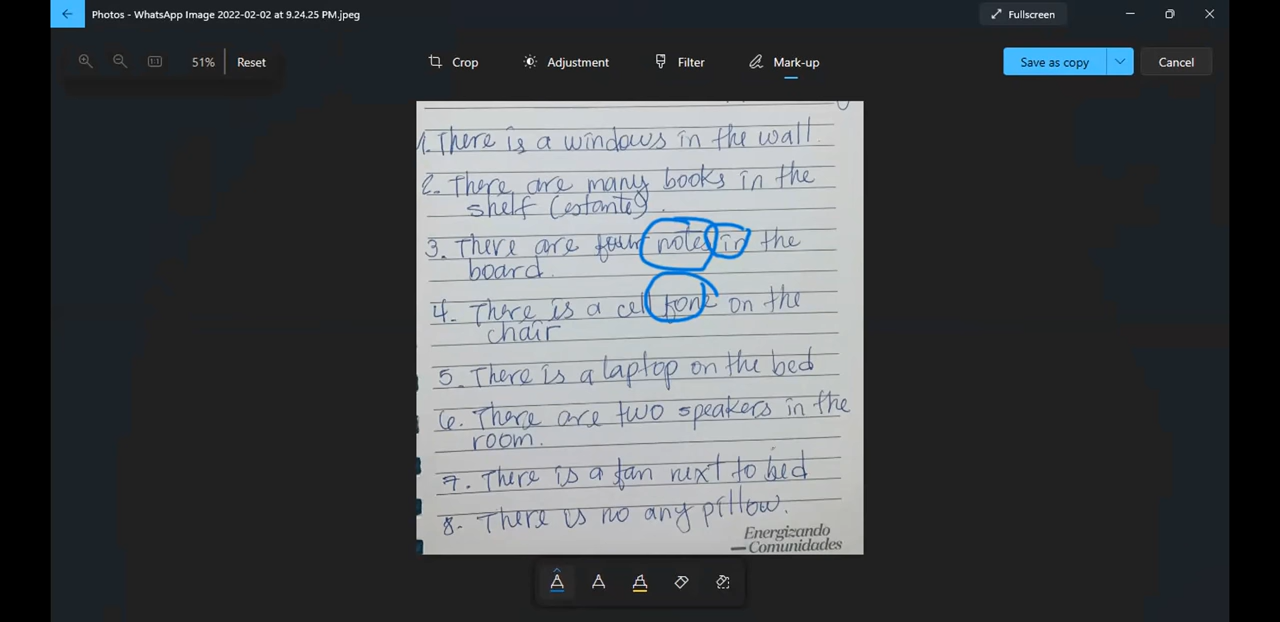 Photos - WhatsApp Image 2022-02-02 at 9.24.25 PM.jpeg
Fullscreen
51%
Reset
Crop
Adjustment
Filter
Mark-up
Save as copy
Cancel
1. There is a windows in the wall.
2. There are many books in the
shelf (estante).
3. There are four notes in the
board.
4. There is a cell fone on the
chair
5. There is a laptop on the bed
6. There are two speakers in the
room.
7. There is a fan next to bed
8. There is no any pillow.
Energizando
Comunidades